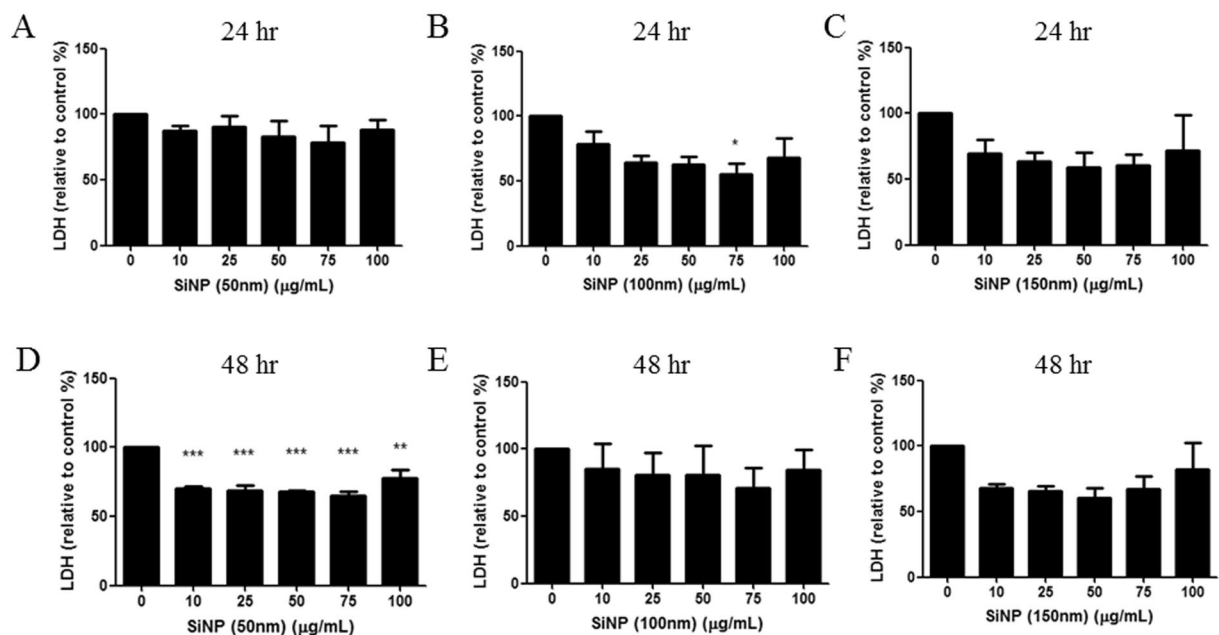 A
24 hr
LDH (relative to control %)
150
100
50
0
0 10 25 50 75 100
SiNP (50nm) (μg/mL)
B
24 hr
LDH (relative to control %)
150
100
50
0
*
0 10 25 50 75 100
SiNP (100nm) (μg/mL)
C
24 hr
LDH (relative to control %)
150
100
50
0
0 10 25 50 75 100
SiNP (150nm) (μg/mL)
D
48 hr
LDH (relative to control %)
150
100
50
0
*** *** *** *** **
0 10 25 50 75 100
SiNP (50nm) (μg/mL)
E
48 hr
LDH (relative to control %)
150
100
50
0
0 10 25 50 75 100
SiNP (100nm) (μg/mL)
F
48 hr
LDH (relative to control %)
150
100
50
0
0 10 25 50 75 100
SiNP (150nm) (μg/mL)